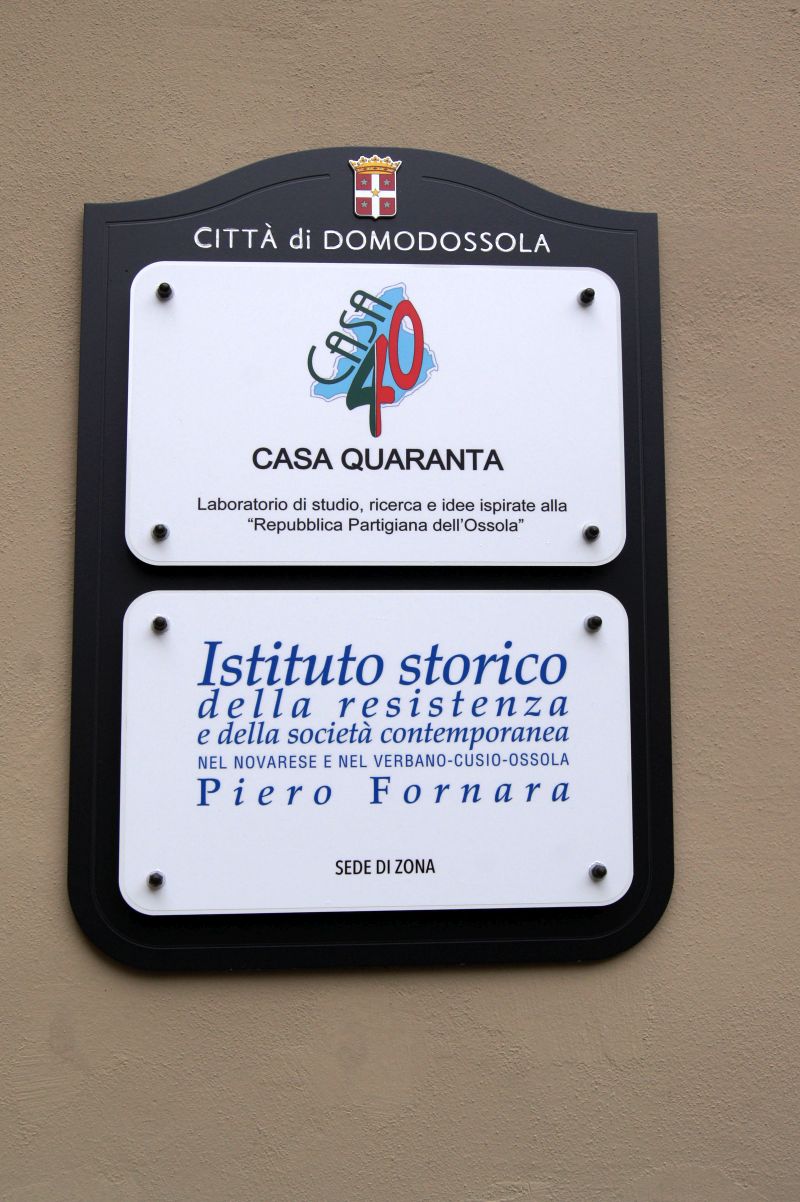 CITTÀ di DOMODOSSOLA
CASA
40
CASA QUARANTA
Laboratorio di studio, ricerca e idee ispirate alla
“Repubblica Partigiana dell'Ossola”
Istituto storico
della resistenza
e della società contemporanea
NEL NOVARESE E NEL VERBANO-CUSIO-OSSOLA
Piero Fornara
SEDE DI ZONA